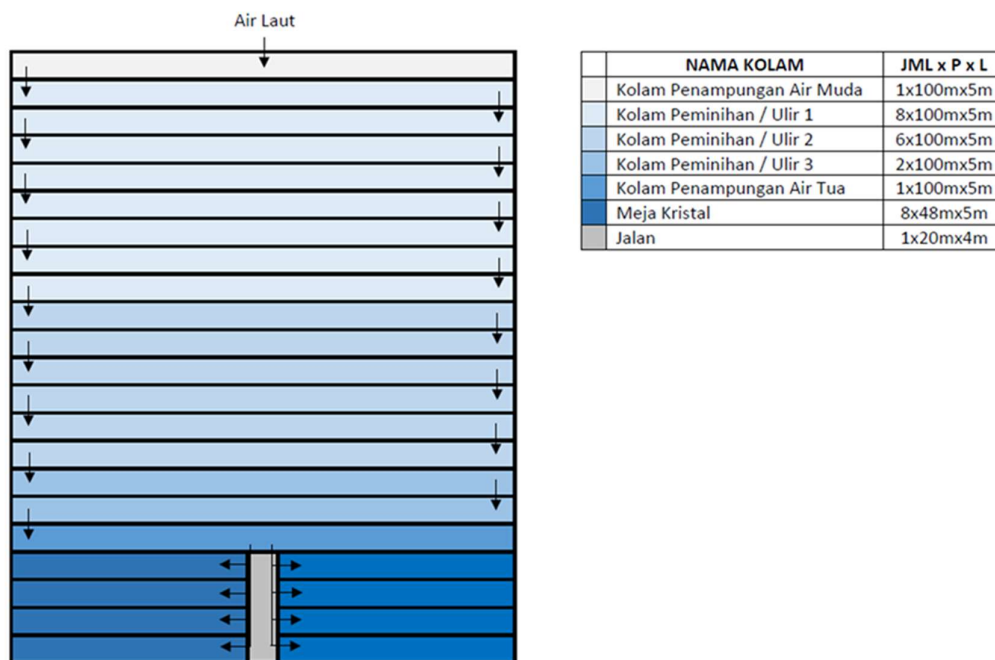 Air Laut
NAMA KOLAM JML x P x L
Kolam Penampungan Air Muda 1x100mx5m
Kolam Peminihan / Ulir 1 8x100mx5m
Kolam Peminihan / Ulir 2 6x100mx5m
Kolam Peminihan / Ulir 3 2x100mx5m
Kolam Penampungan Air Tua 1x100mx5m
Meja Kristal 8x48mx5m
Jalan 1x20mx4m